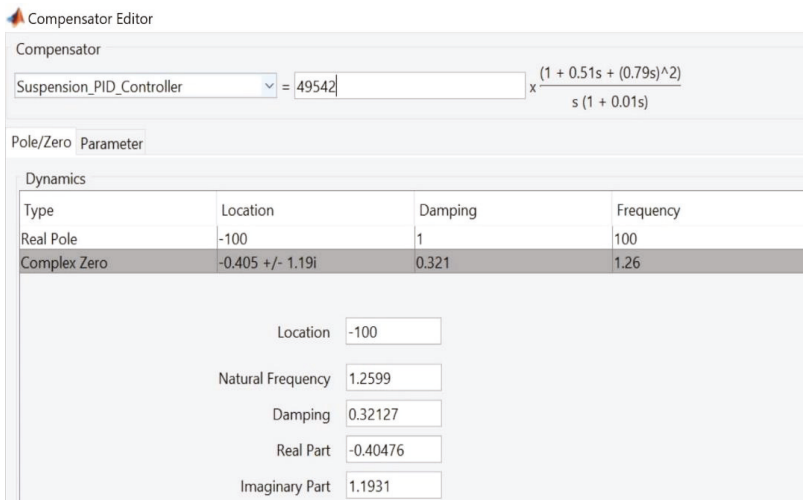 Compensator Editor
Compensator
Suspension_PID_Controller = 49542 x (1 + 0.51s + (0.79s)^2)
s (1 + 0.01s)
Pole/Zero Parameter
Dynamics
Type Location Damping Frequency
Real Pole -100 1 100
Complex Zero -0.405 +/- 1.19i 0.321 1.26
Location -100
Natural Frequency 1.2599
Damping 0.32127
Real Part -0.40476
Imaginary Part 1.1931